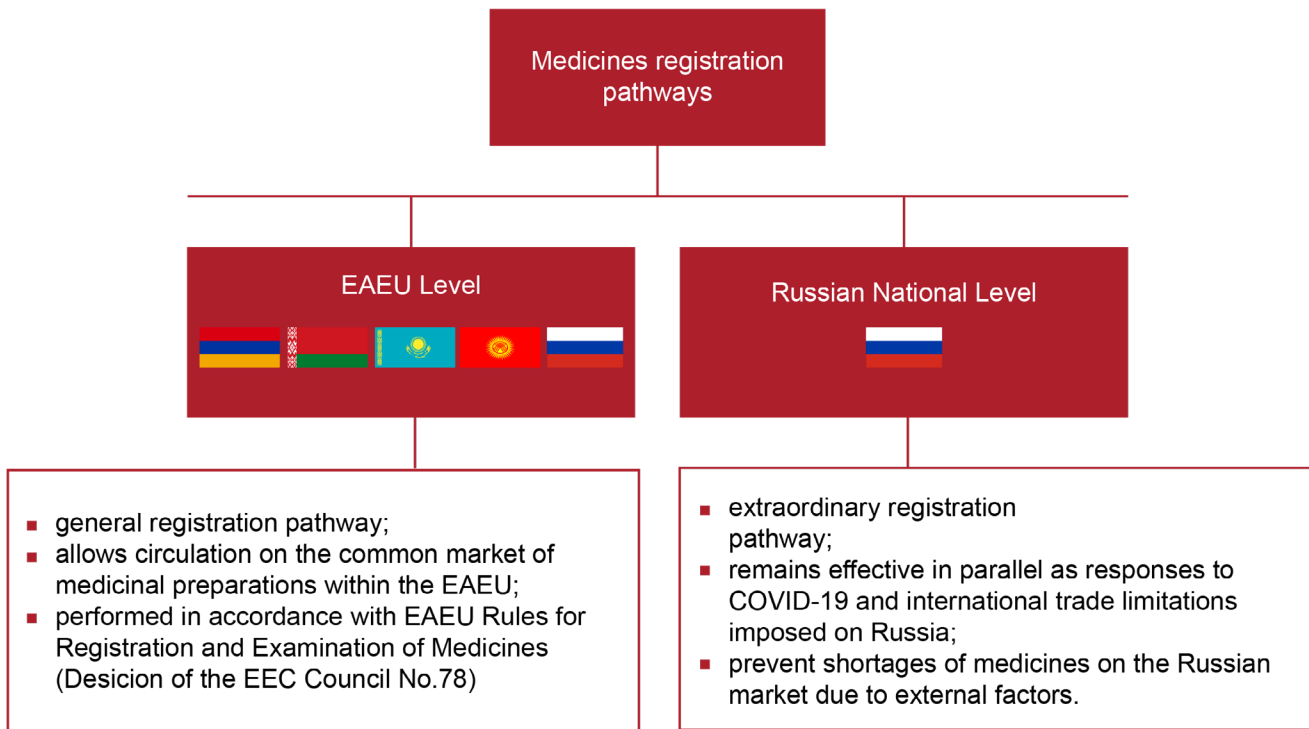 Medicines registration
pathways
EAEU Level
Russian National Level
general registration pathway;
allows circulation on the common market of
medicinal preparations within the EAEU;
performed in accordance with EAEU Rules for
Registration and Examination of Medicines
(Desicion of the EEC Council No.78)
extraordinary registration
pathway;
remains effective in parallel as responses to
COVID-19 and international trade limitations
imposed on Russia;
prevent shortages of medicines on the Russian
market due to external factors.